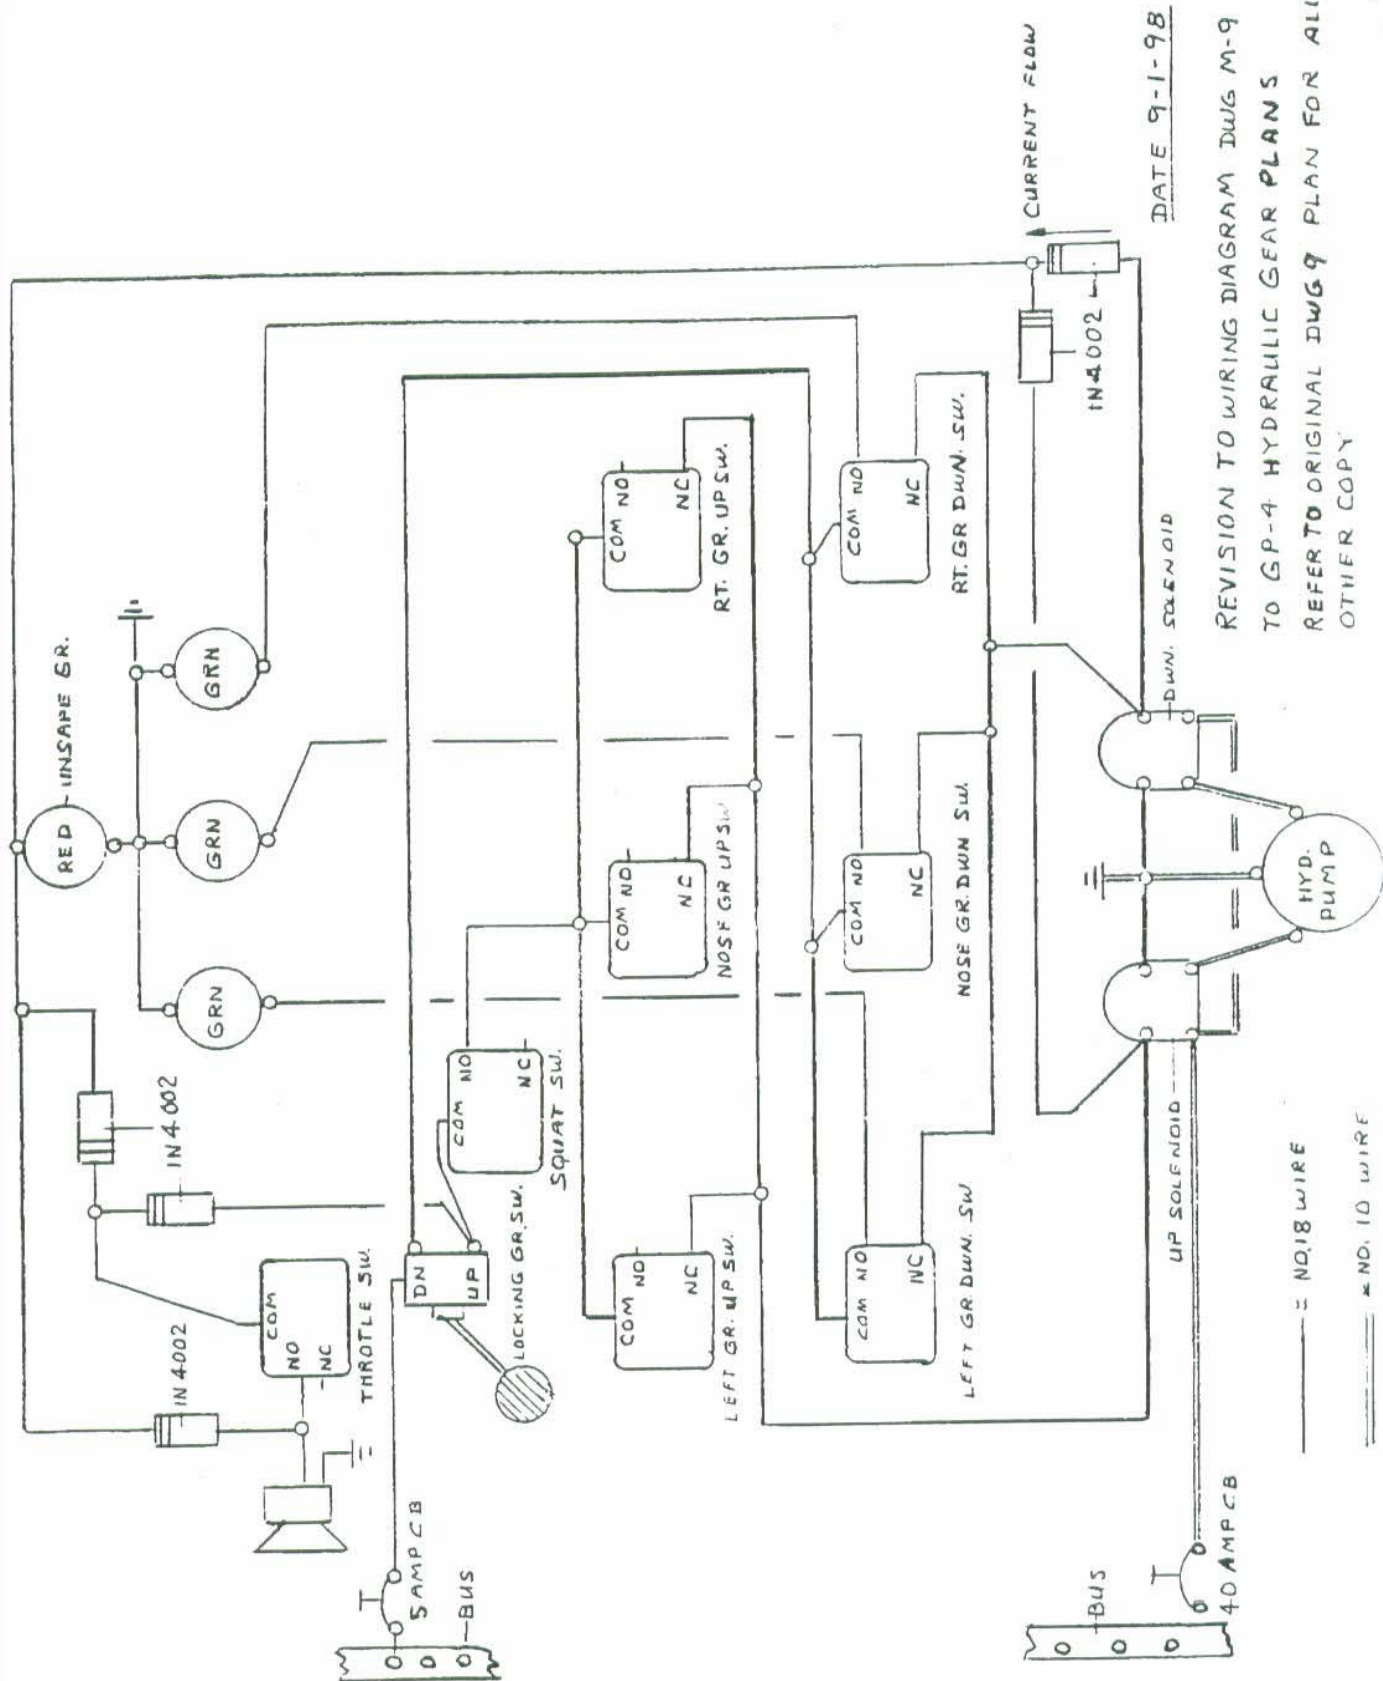 RED - UNSAPE GR.
GRN
GRN
GRN
IN4002
IN4002
IN4002
COM
NO
NC
THROTLE SW.
5 AMP CB
BUS
DN
UP
LOCKING GR. SW.
COM NO
NC
SQUAT SW.
COM NO
NC
LEFT GR. UP SW.
COM NO
NC
NOSE GR UP SW
COM NO
NC
RT. GR. UP SW.
COM NO
NC
LEFT GR. DWN. SW
COM NO
NC
NOSE GR. DWN SW.
COM NO
NC
RT. GR DWN. SW.
CURRENT FLOW
IN4002
UP SOLENOID
DWN. SOLENOID
HYD.
PUMP
BUS
40 AMP CB
= NO. 18 WIRE
= NO. 10 WIRE
DATE 9-1-98
REVISION TO WIRING DIAGRAM DWG M-9
TO GP-4 HYDRAULIC GEAR PLANS
REFER TO ORIGINAL DWG 9 PLAN FOR ALL
OTHER COPY